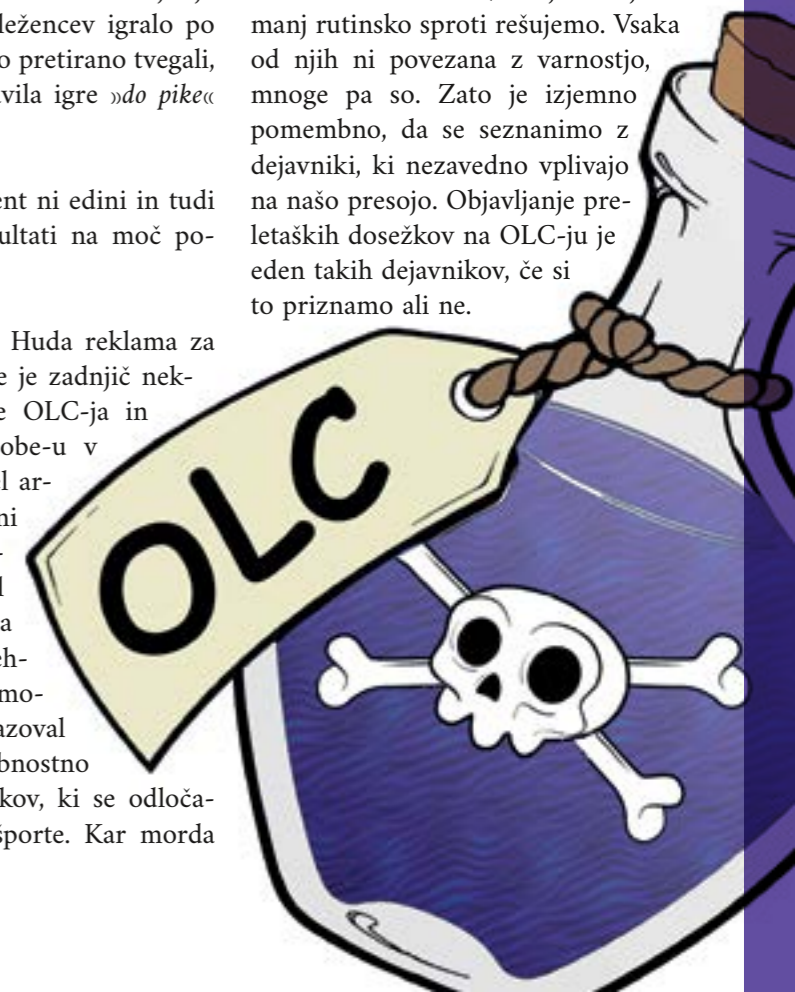 ležencev igralo po
o pretirano tvegali,
vila igre »do pike«
ent ni edini in tudi
ultati na moč po-
Huda reklama za
e je zadnjič nek-
e OLC-ja in
obe-u v
el ar-
ni
-
l
a
eh-
mo-
azoval
bnostno
kov, ki se odloča-
športe. Kar morda
manj rutinsko sproti rešujemo. Vsaka
od njih ni povezana z varnostjo,
mnoge pa so. Zato je izjemno
pomembno, da se seznanimo z
dejavniki, ki nezavedno vplivajo
na našo presojo. Objavljanje pre-
letaških dosežkov na OLC-ju je
eden takih dejavnikov, če si
to priznamo ali ne.
OLC